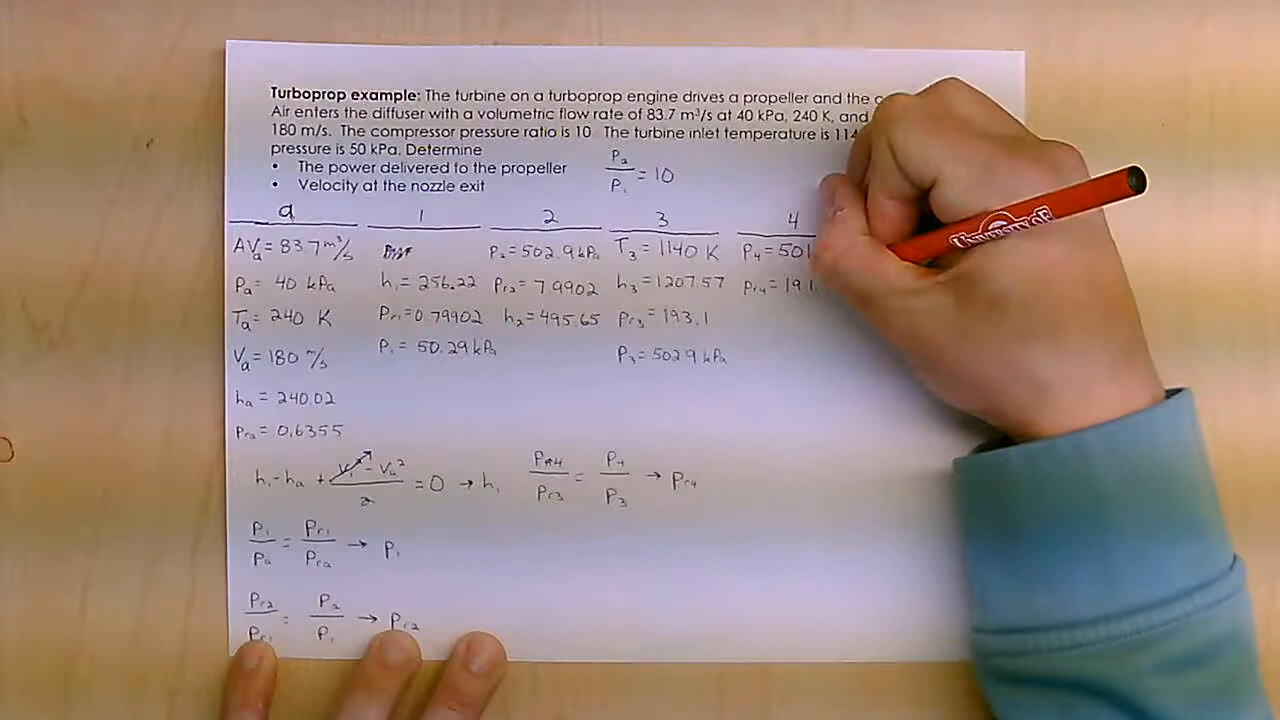 Turboprop example: The turbine on a turboprop engine drives a propeller and the
Air enters the diffuser with a volumetric flow rate of 83.7 m³/s at 40 kPa, 240 K, and
180 m/s. The compressor pressure ratio is 10 The turbine inlet temperature is 114
pressure is 50 kPa. Determine
• The power delivered to the propeller
• Velocity at the nozzle exit
P₂/P₁ = 10
a 1 2 3 4
AVₐ = 83.7 m³/s P₂ = 502.9 kPa T₃ = 1140 K P₄ = 50
Pₐ = 40 kPa h₁ = 256.22 Pr₂ = 7.9902 h₃ = 1207.57 Pr₄ = 19.1
Tₐ = 240 K Pr₁ = 0.79902 h₂ = 495.65 Pr₃ = 193.1
Vₐ = 180 m/s P₁ = 50.29 kPa P₃ = 502.9 kPa
hₐ = 240.02
Prₐ = 0.6355
h₁ - hₐ + (V₁² - Vₐ²)/2 = 0 → h₁ Pr₄/Pr₃ = P₄/P₃ → Pr₄
P₁/Pₐ = Pr₁/Prₐ → P₁
Pr₂/Pr₁ = P₂/P₁ → Pr₂